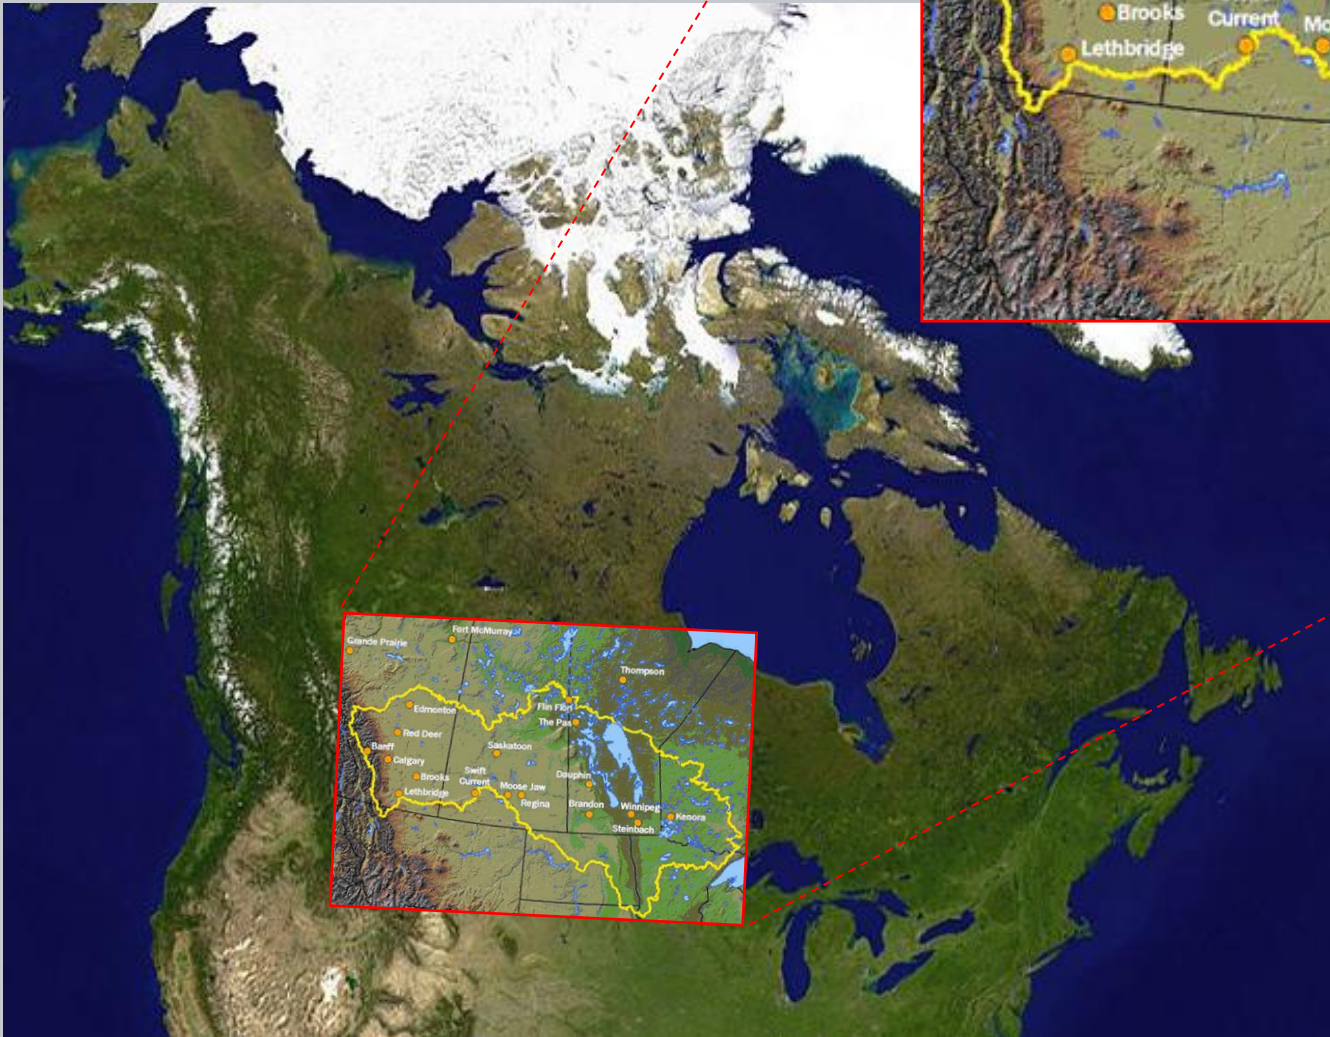 Brooks
Current
Mo
Lethbridge
Fort McMurray
Grande Prairie
Thompson
Flin Flon
Edmonton
The Pas
Red Deer
Banff
Saskatoon
Calgary
Swift
Current
Dauphin
Brooks
Moose Jaw
Lethbridge
Regina
Brandon
Winnipeg
Kenora
Steinbach